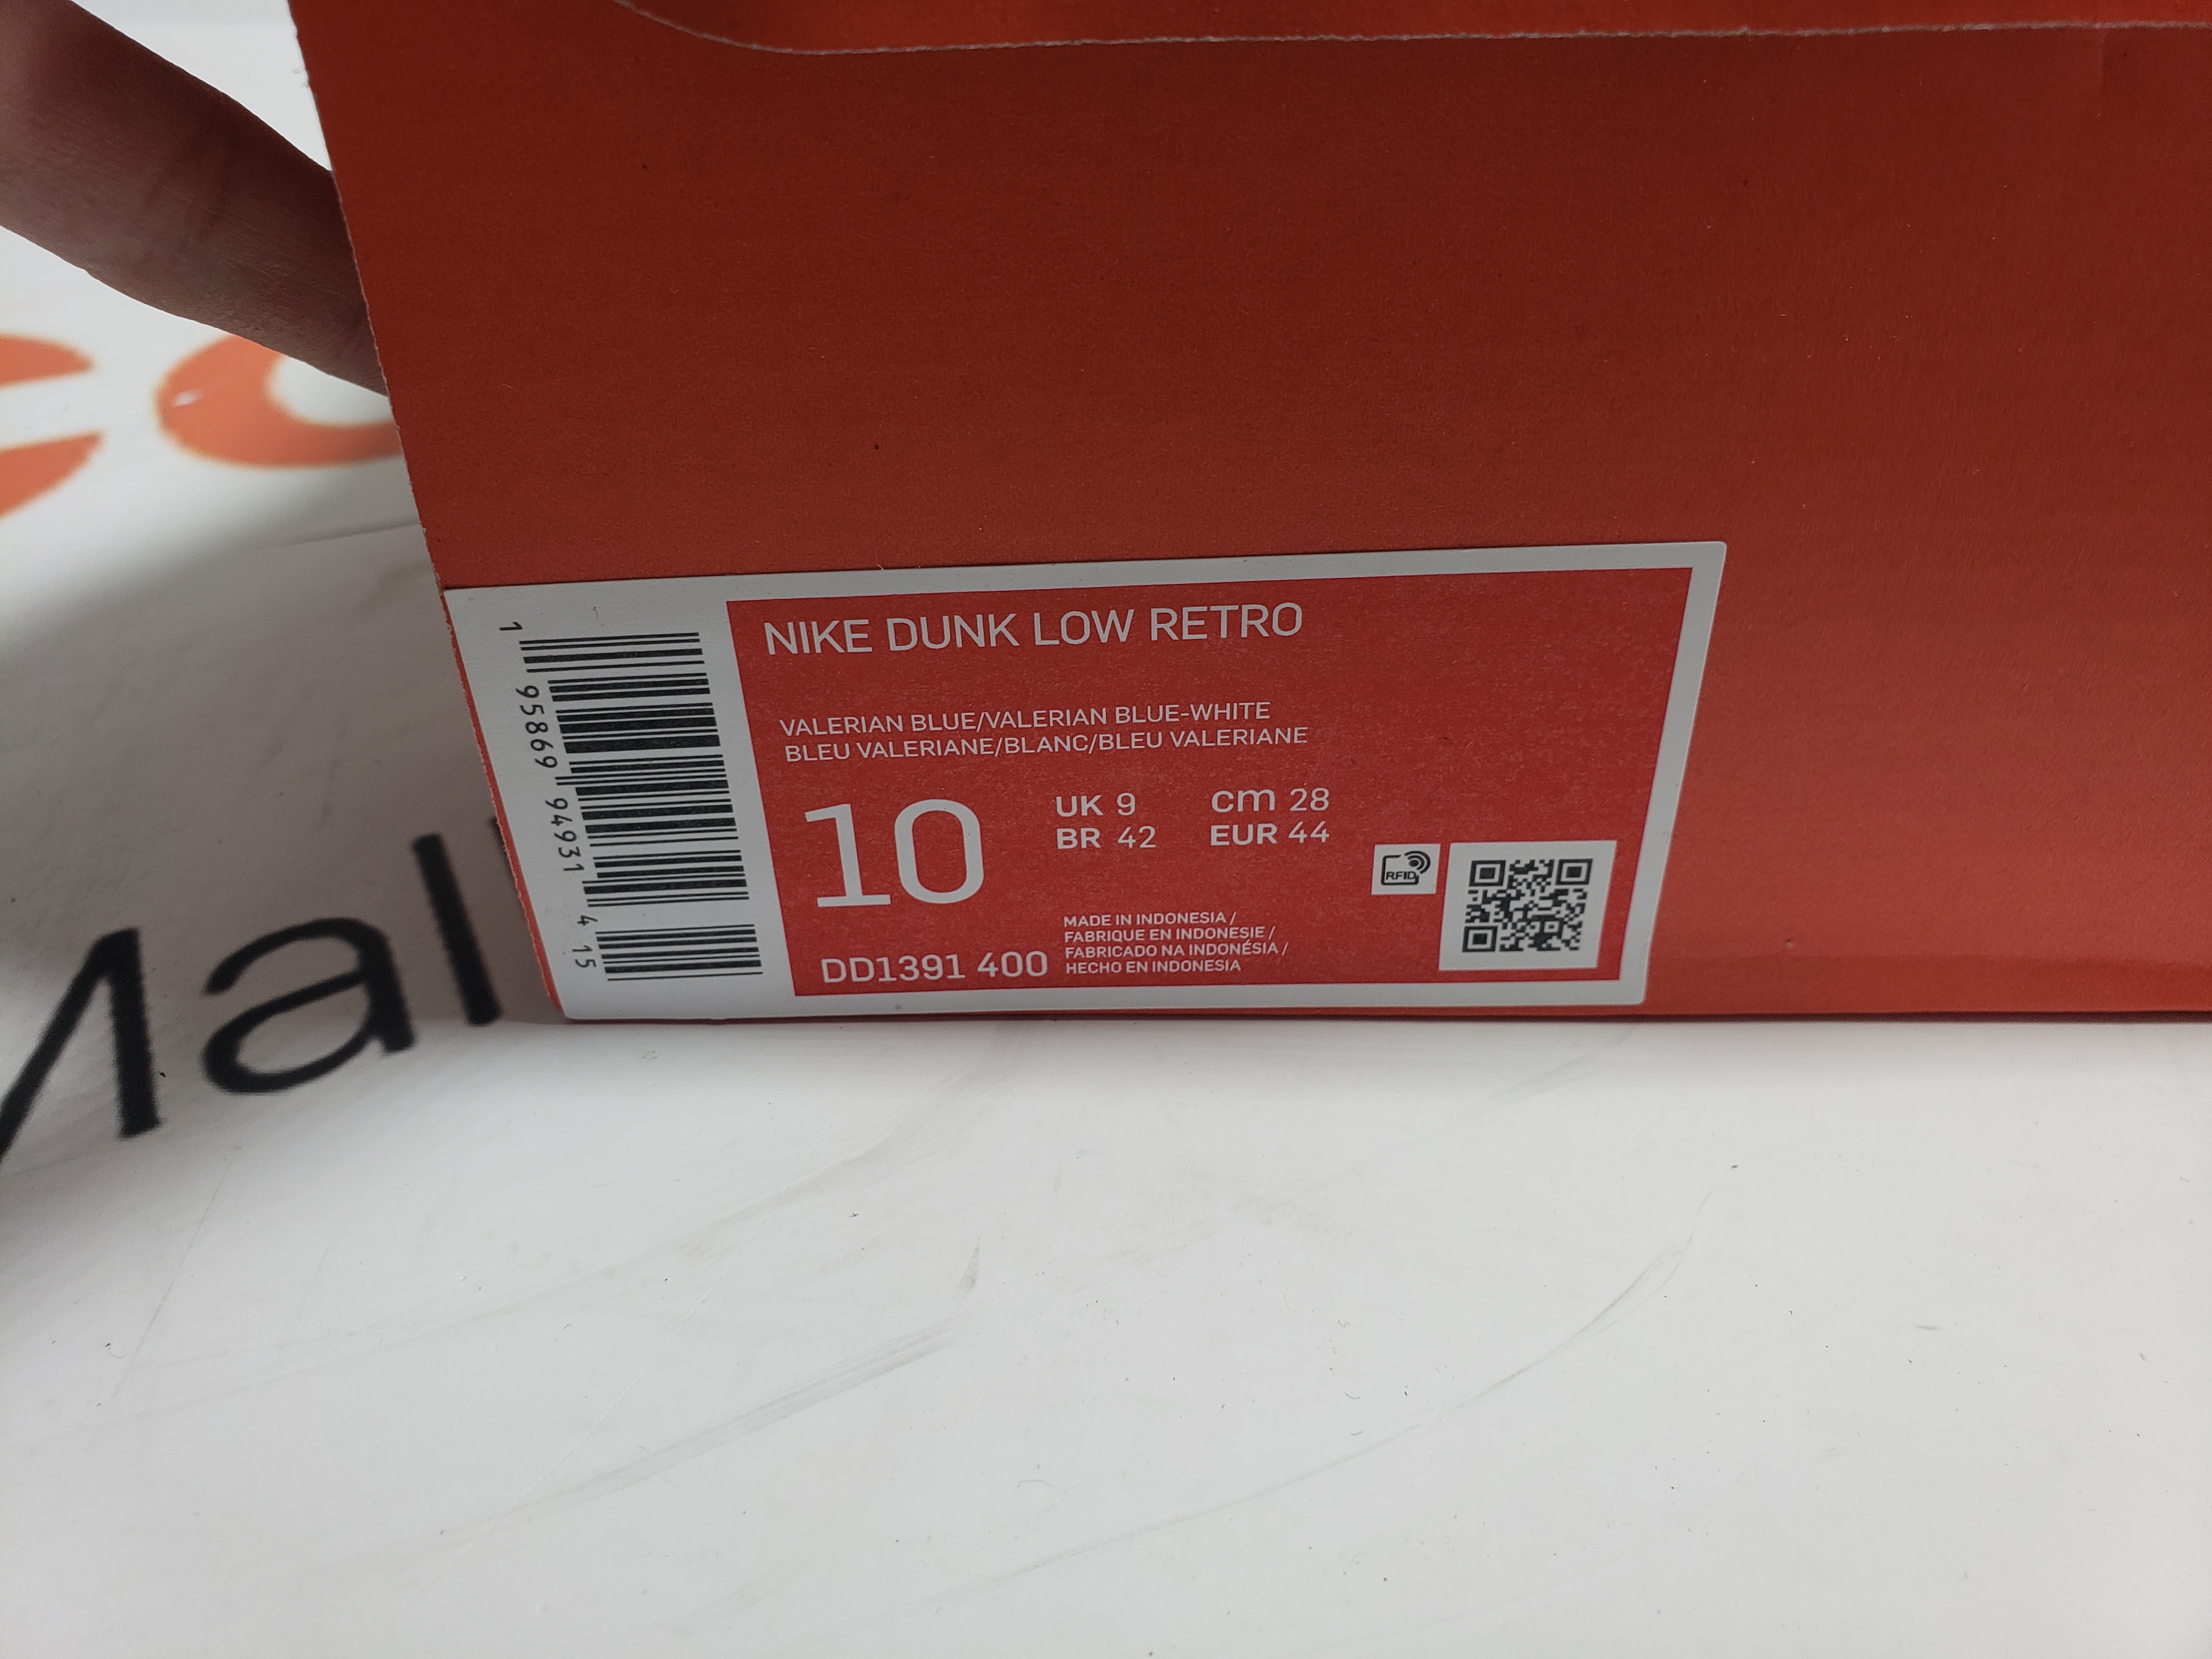 NIKE DUNK LOW RETRO
VALERIAN BLUE/VALERIAN BLUE-WHITE
BLEU VALERIANE/BLANC/BLEU VALERIANE
10
UK 9 cm 28
BR 42 EUR 44
RFID
MADE IN INDONESIA /
FABRIQUE EN INDONESIE /
FABRICADO NA INDONÉSIA /
HECHO EN INDONESIA
DD1391 400
1 95869 94931 4 15
co
Mal